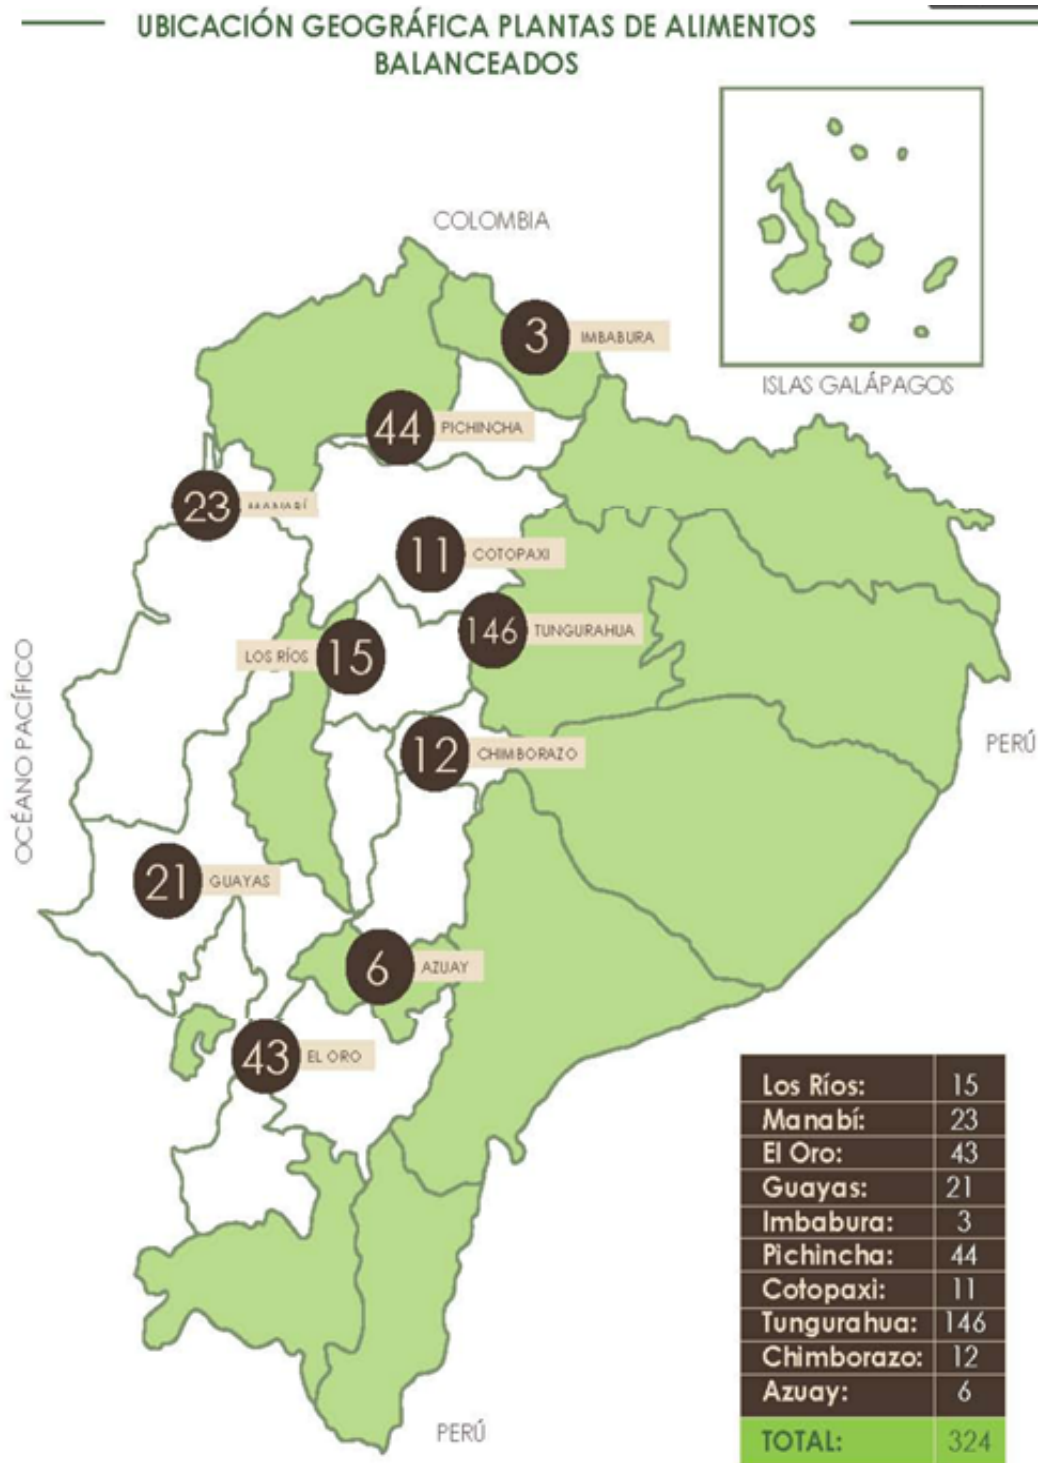 UBICACIÓN GEOGRÁFICA PLANTAS DE ALIMENTOS
BALANCEADOS
COLOMBIA
ISLAS GALÁPAGOS
3 IMBABURA
44 PICHINCHA
23 MANABÍ
11 COTOPAXI
146 TUNGURAHUA
LOS RÍOS 15
12 CHIMBORAZO
21 GUAYAS
6 AZUAY
43 EL ORO
OCÉANO PACÍFICO
PERÚ
PERÚ
Los Ríos: 15
Manabí: 23
El Oro: 43
Guayas: 21
Imbabura: 3
Pichincha: 44
Cotopaxi: 11
Tungurahua: 146
Chimborazo: 12
Azuay: 6
TOTAL: 324